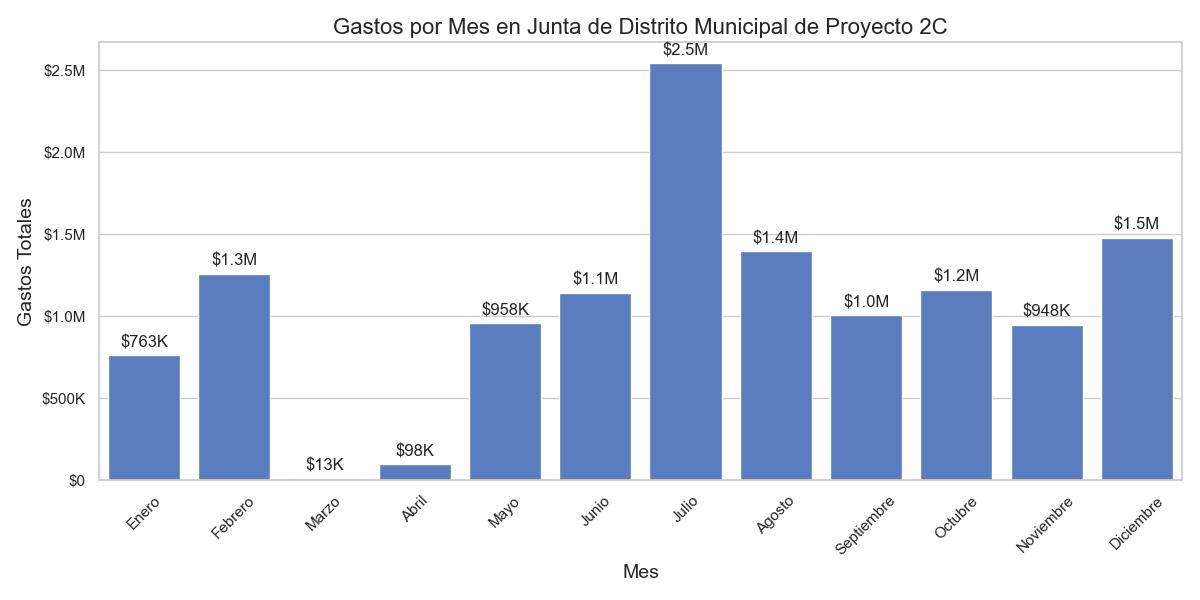 Gastos por Mes en Junta de Distrito Municipal de Proyecto 2C
Gastos Totales
$2.5M
$2.0M
$1.5M
$1.0M
$500K
$0
$763K
$1.3M
$13K
$98K
$958K
$1.1M
$2.5M
$1.4M
$1.0M
$1.2M
$948K
$1.5M
Enero
Febrero
Marzo
Abril
Mayo
Junio
Julio
Agosto
Septiembre
Octubre
Noviembre
Diciembre
Mes